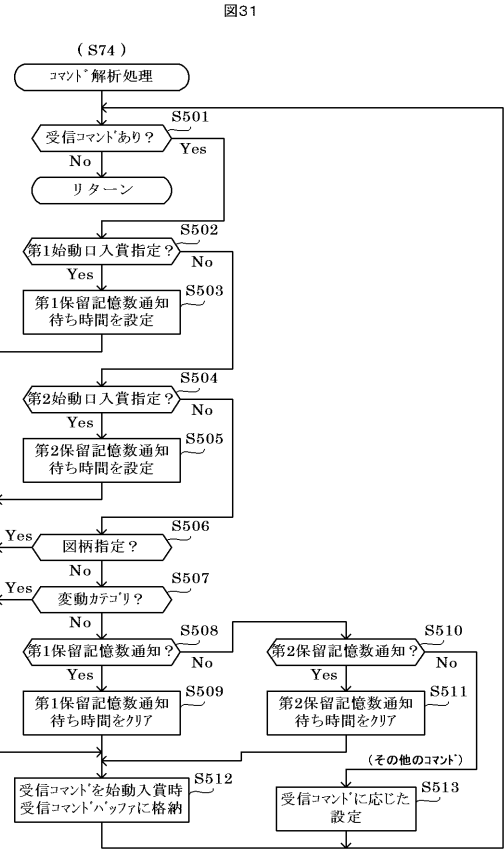 図31
(S74)
コマンド解析処理
S501
受信コマンドあり？
Yes
No
リターン
S502
第1始動口入賞指定？
No
Yes
S503
第1保留記憶数通知
待ち時間を設定
S504
第2始動口入賞指定？
No
Yes
S505
第2保留記憶数通知
待ち時間を設定
S506
Yes
図柄指定？
No
S507
Yes
変動カテゴリ？
No
S508
第1保留記憶数通知？
No
Yes
S510
第2保留記憶数通知？
No
Yes
S509
第1保留記憶数通知
待ち時間をクリア
S511
第2保留記憶数通知
待ち時間をクリア
(その他のコマンド)
S512
受信コマンドを始動入賞時
受信コマンドバッファに格納
S513
受信コマンドに応じた
設定